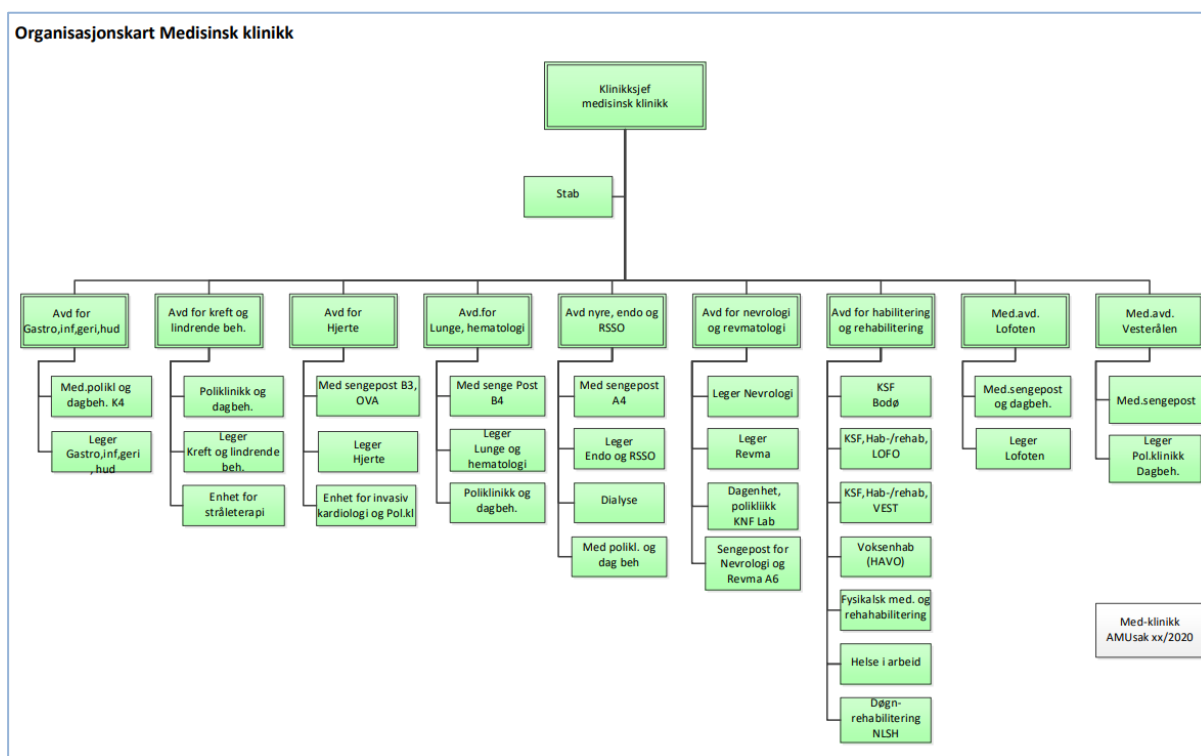 Organisasjonskart Medisinsk klinikk
Klinikksjef
medisinsk klinikk
Stab
Avd for
Gastro,inf,geri,hud
Med.polikl og
dagbeh. K4
Leger
Gastro,inf,geri
,hud
Avd for kreft og
lindrende beh.
Poliklinikk og
dagbeh.
Leger
Kreft og lindrende
beh.
Enhet for
stråleterapi
Avd for
Hjerte
Med sengepost B3,
OVA
Leger
Hjerte
Enhet for invasiv
kardiologi og Pol.kl
Avd.for
Lunge, hematologi
Med senge Post
B4
Leger
Lunge og
hematologi
Poliklinikk og
dagbeh.
Avd nyre, endo og
RSSO
Med sengepost
A4
Leger
Endo og RSSO
Dialyse
Med polikl. og
dag beh
Avd for nevrologi
og revmatologi
Leger Nevrologi
Leger
Revma
Dagenhet,
polikliikk
KNF Lab
Sengepost for
Nevrologi og
Revma A6
Avd for habilitering
og rehabilitering
KSF
Bodø
KSF,Hab-/rehab,
LOFO
KSF,Hab-/rehab,
VEST
Voksenhab
(HAVO)
Fysikalsk med. og
rehahabilitering
Helse i arbeid
Døgn-
rehabilitering
NLSH
Med.avd.
Lofoten
Med.sengepost
og dagbeh.
Leger
Lofoten
Med.avd.
Vesterålen
Med.sengepost
Leger
Pol.klinikk
Dagbeh.
Med-klinikk
AMUsak xx/2020